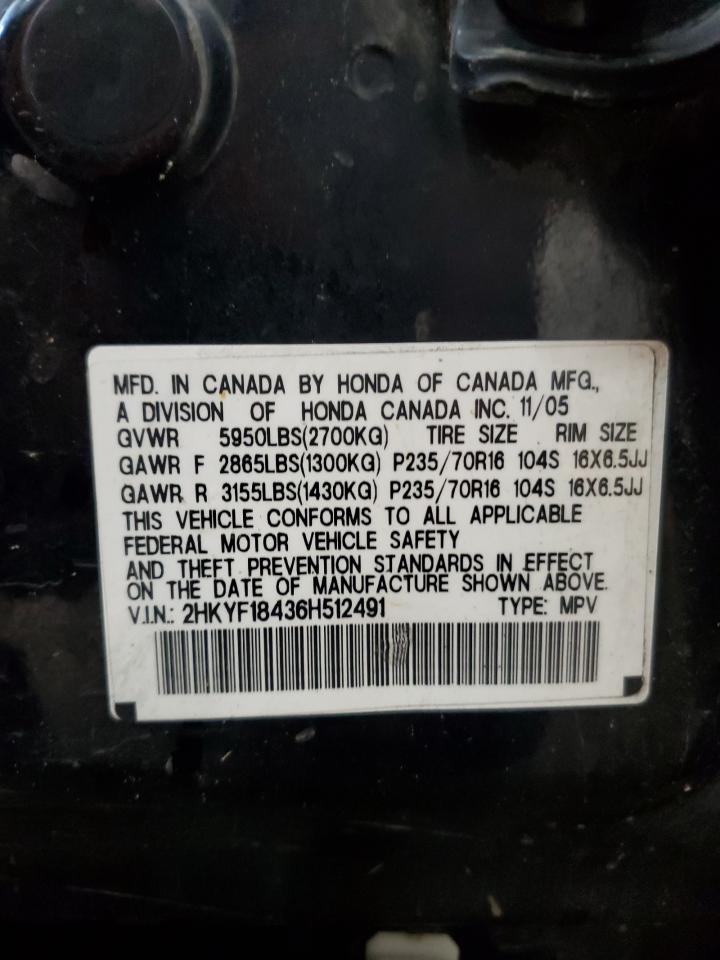 MFD. IN CANADA BY HONDA OF CANADA MFG.,
A DIVISION OF HONDA CANADA INC. 11/05
GVWR 5950LBS(2700KG) TIRE SIZE RIM SIZE
GAWR F 2865LBS(1300KG) P235/70R16 104S 16X6.5JJ
GAWR R 3155LBS(1430KG) P235/70R16 104S 16X6.5JJ
THIS VEHICLE CONFORMS TO ALL APPLICABLE
FEDERAL MOTOR VEHICLE SAFETY
AND THEFT PREVENTION STANDARDS IN EFFECT
ON THE DATE OF MANUFACTURE SHOWN ABOVE.
V.I.N.: 2HKYF18436H512491 TYPE: MPV